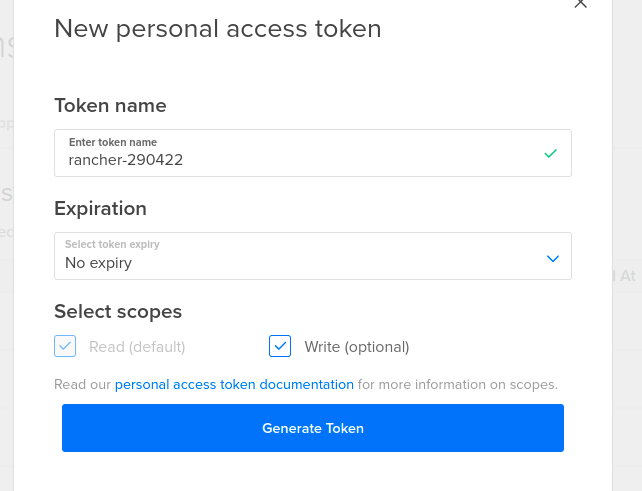 New personal access token
Token name
Enter token name
rancher-290422
Expiration
Select token expiry
No expiry
l At
Select scopes
Read (default)
Write (optional)
Read our personal access token documentation for more information on scopes.
Generate Token